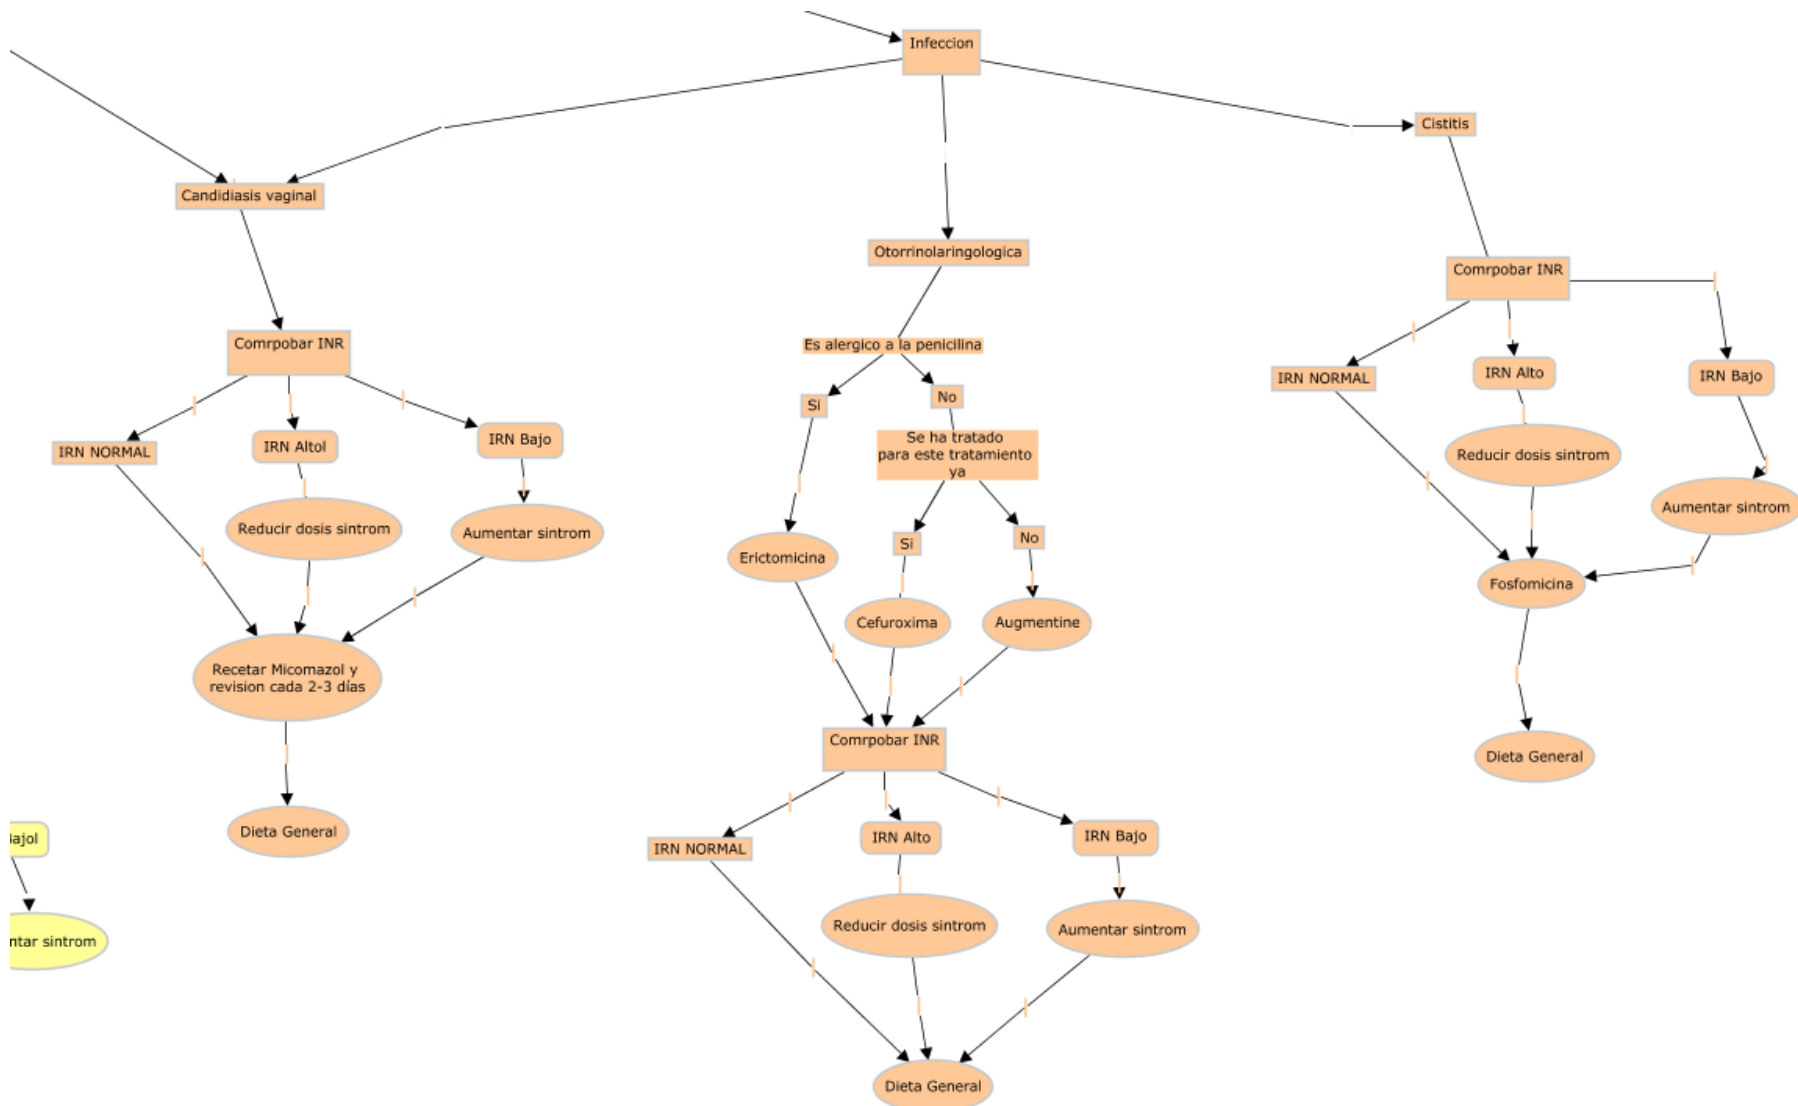 Infeccion
Cistitis
Candidiasis vaginal
Otorrinolaringologica
Comrpobar INR
IRN NORMAL
IRN Alto
IRN Bajo
Reducir dosis sintrom
Aumentar sintrom
Fosfomicina
Dieta General
Comrpobar INR
IRN NORMAL
IRN Altol
IRN Bajo
Reducir dosis sintrom
Aumentar sintrom
Recetar Micomazol y
revision cada 2-3 días
Dieta General
Es alergico a la penicilina
Si
No
Se ha tratado
para este tratamiento
ya
Si
No
Erictomicina
Cefuroxima
Augmentine
Comrpobar INR
IRN NORMAL
IRN Alto
IRN Bajo
Reducir dosis sintrom
Aumentar sintrom
Dieta General
sintrom